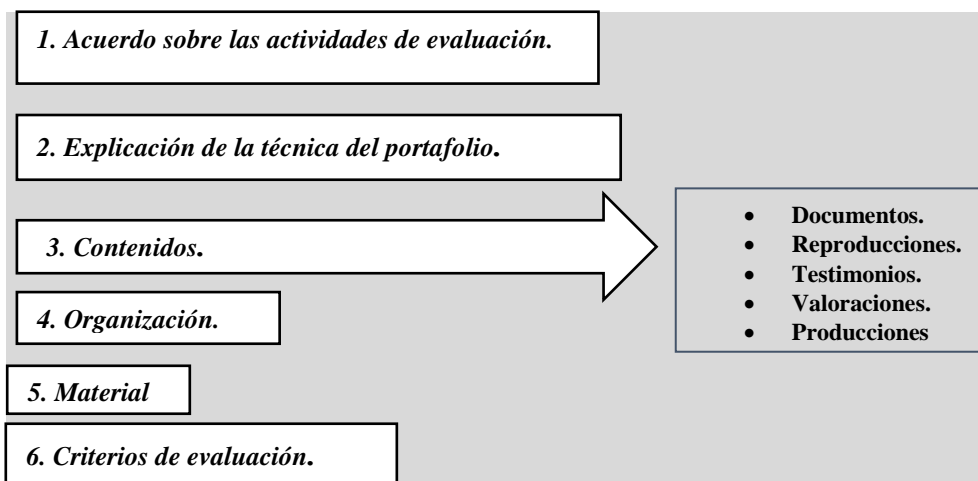 1. Acuerdo sobre las actividades de evaluación.
2. Explicación de la técnica del portafolio.
3. Contenidos.
4. Organización.
5. Material
6. Criterios de evaluación.
• Documentos.
• Reproducciones.
• Testimonios.
• Valoraciones.
• Producciones